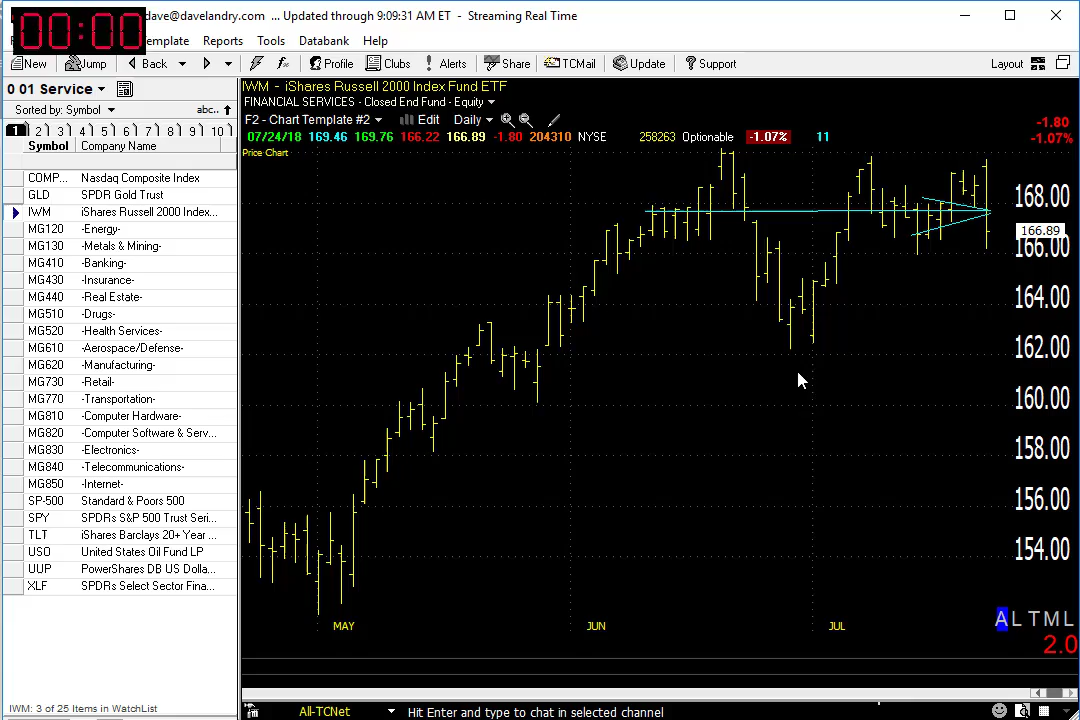 00:00
dave@davelandry.com ... Updated through 9:09:31 AM ET - Streaming Real Time
emplate Reports Tools Databank Help
New Jump Back Profile Clubs Alerts Share TCMail Update Support Layout
0 01 Service
Sorted by: Symbol abc..
1 2 3 4 5 6 7 8 9 10
Symbol Company Name
COMP... Nasdaq Composite Index
GLD SPDR Gold Trust
IWM iShares Russell 2000 Index...
MG120 -Energy-
MG130 -Metals & Mining-
MG410 -Banking-
MG430 -Insurance-
MG440 -Real Estate-
MG510 -Drugs-
MG520 -Health Services-
MG610 -Aerospace/Defense-
MG620 -Manufacturing-
MG730 -Retail-
MG770 -Transportation-
MG810 -Computer Hardware-
MG820 -Computer Software & Serv...
MG830 -Electronics-
MG840 -Telecommunications-
MG850 -Internet-
SP-500 Standard & Poors 500
SPY SPDRs S&P 500 Trust Seri...
TLT iShares Barclays 20+ Year ...
USO United States Oil Fund LP
UUP PowerShares DB US Dolla...
XLF SPDRs Select Sector Fina...
IWM: 3 of 25 Items in WatchList
IWM - iShares Russell 2000 Index Fund ETF
FINANCIAL SERVICES - Closed End Fund - Equity
F2 - Chart Template #2 Edit Daily
07/24/18 169.46 169.76 166.22 166.89 -1.80 204310 NYSE 258263 Optionable -1.07% 11
-1.80
-1.07%
Price Chart
168.00
166.89
166.00
164.00
162.00
160.00
158.00
156.00
154.00
A L T M L
2.0
MAY JUN JUL
All-TCNet Hit Enter and type to chat in selected channel